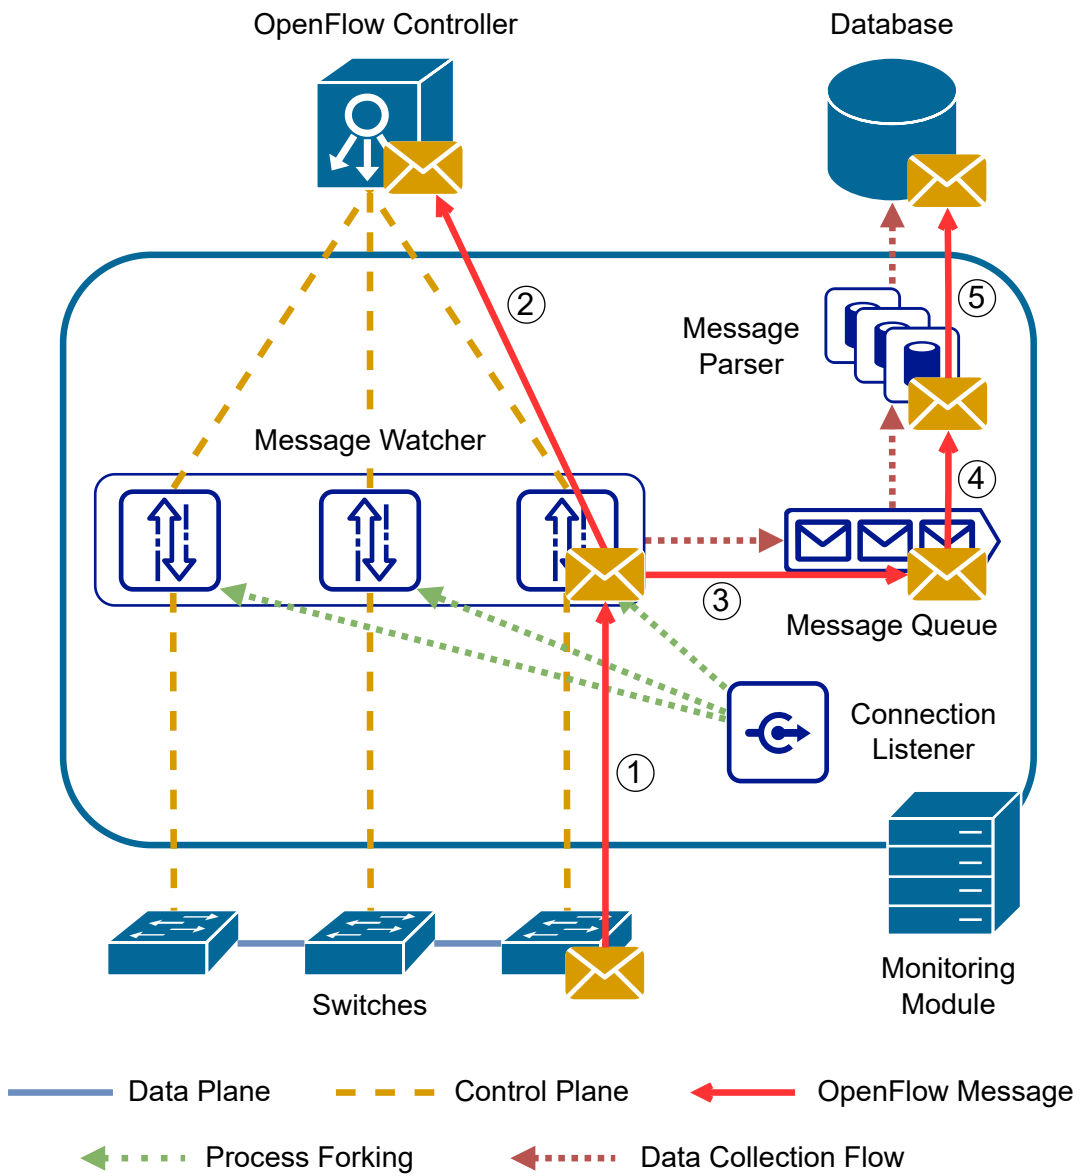 OpenFlow Controller
Database
②
⑤
Message
Parser
Message Watcher
④
③
Message Queue
Connection
Listener
①
Switches
Monitoring
Module
Data Plane
Control Plane
OpenFlow Message
Process Forking
Data Collection Flow